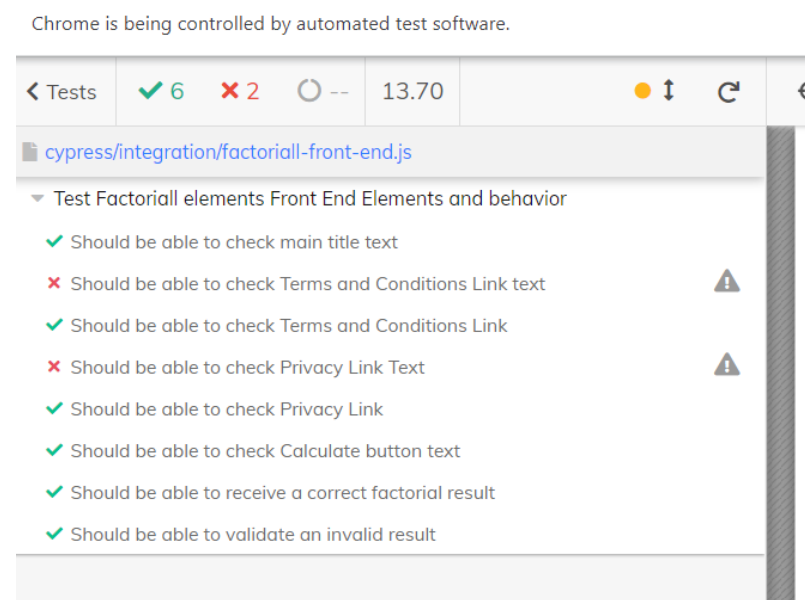 Chrome is being controlled by automated test software.
Tests 6 2 -- 13.70
cypress/integration/factoriall-front-end.js
Test Factoriall elements Front End Elements and behavior
Should be able to check main title text
Should be able to check Terms and Conditions Link text
Should be able to check Terms and Conditions Link
Should be able to check Privacy Link Text
Should be able to check Privacy Link
Should be able to check Calculate button text
Should be able to receive a correct factorial result
Should be able to validate an invalid result